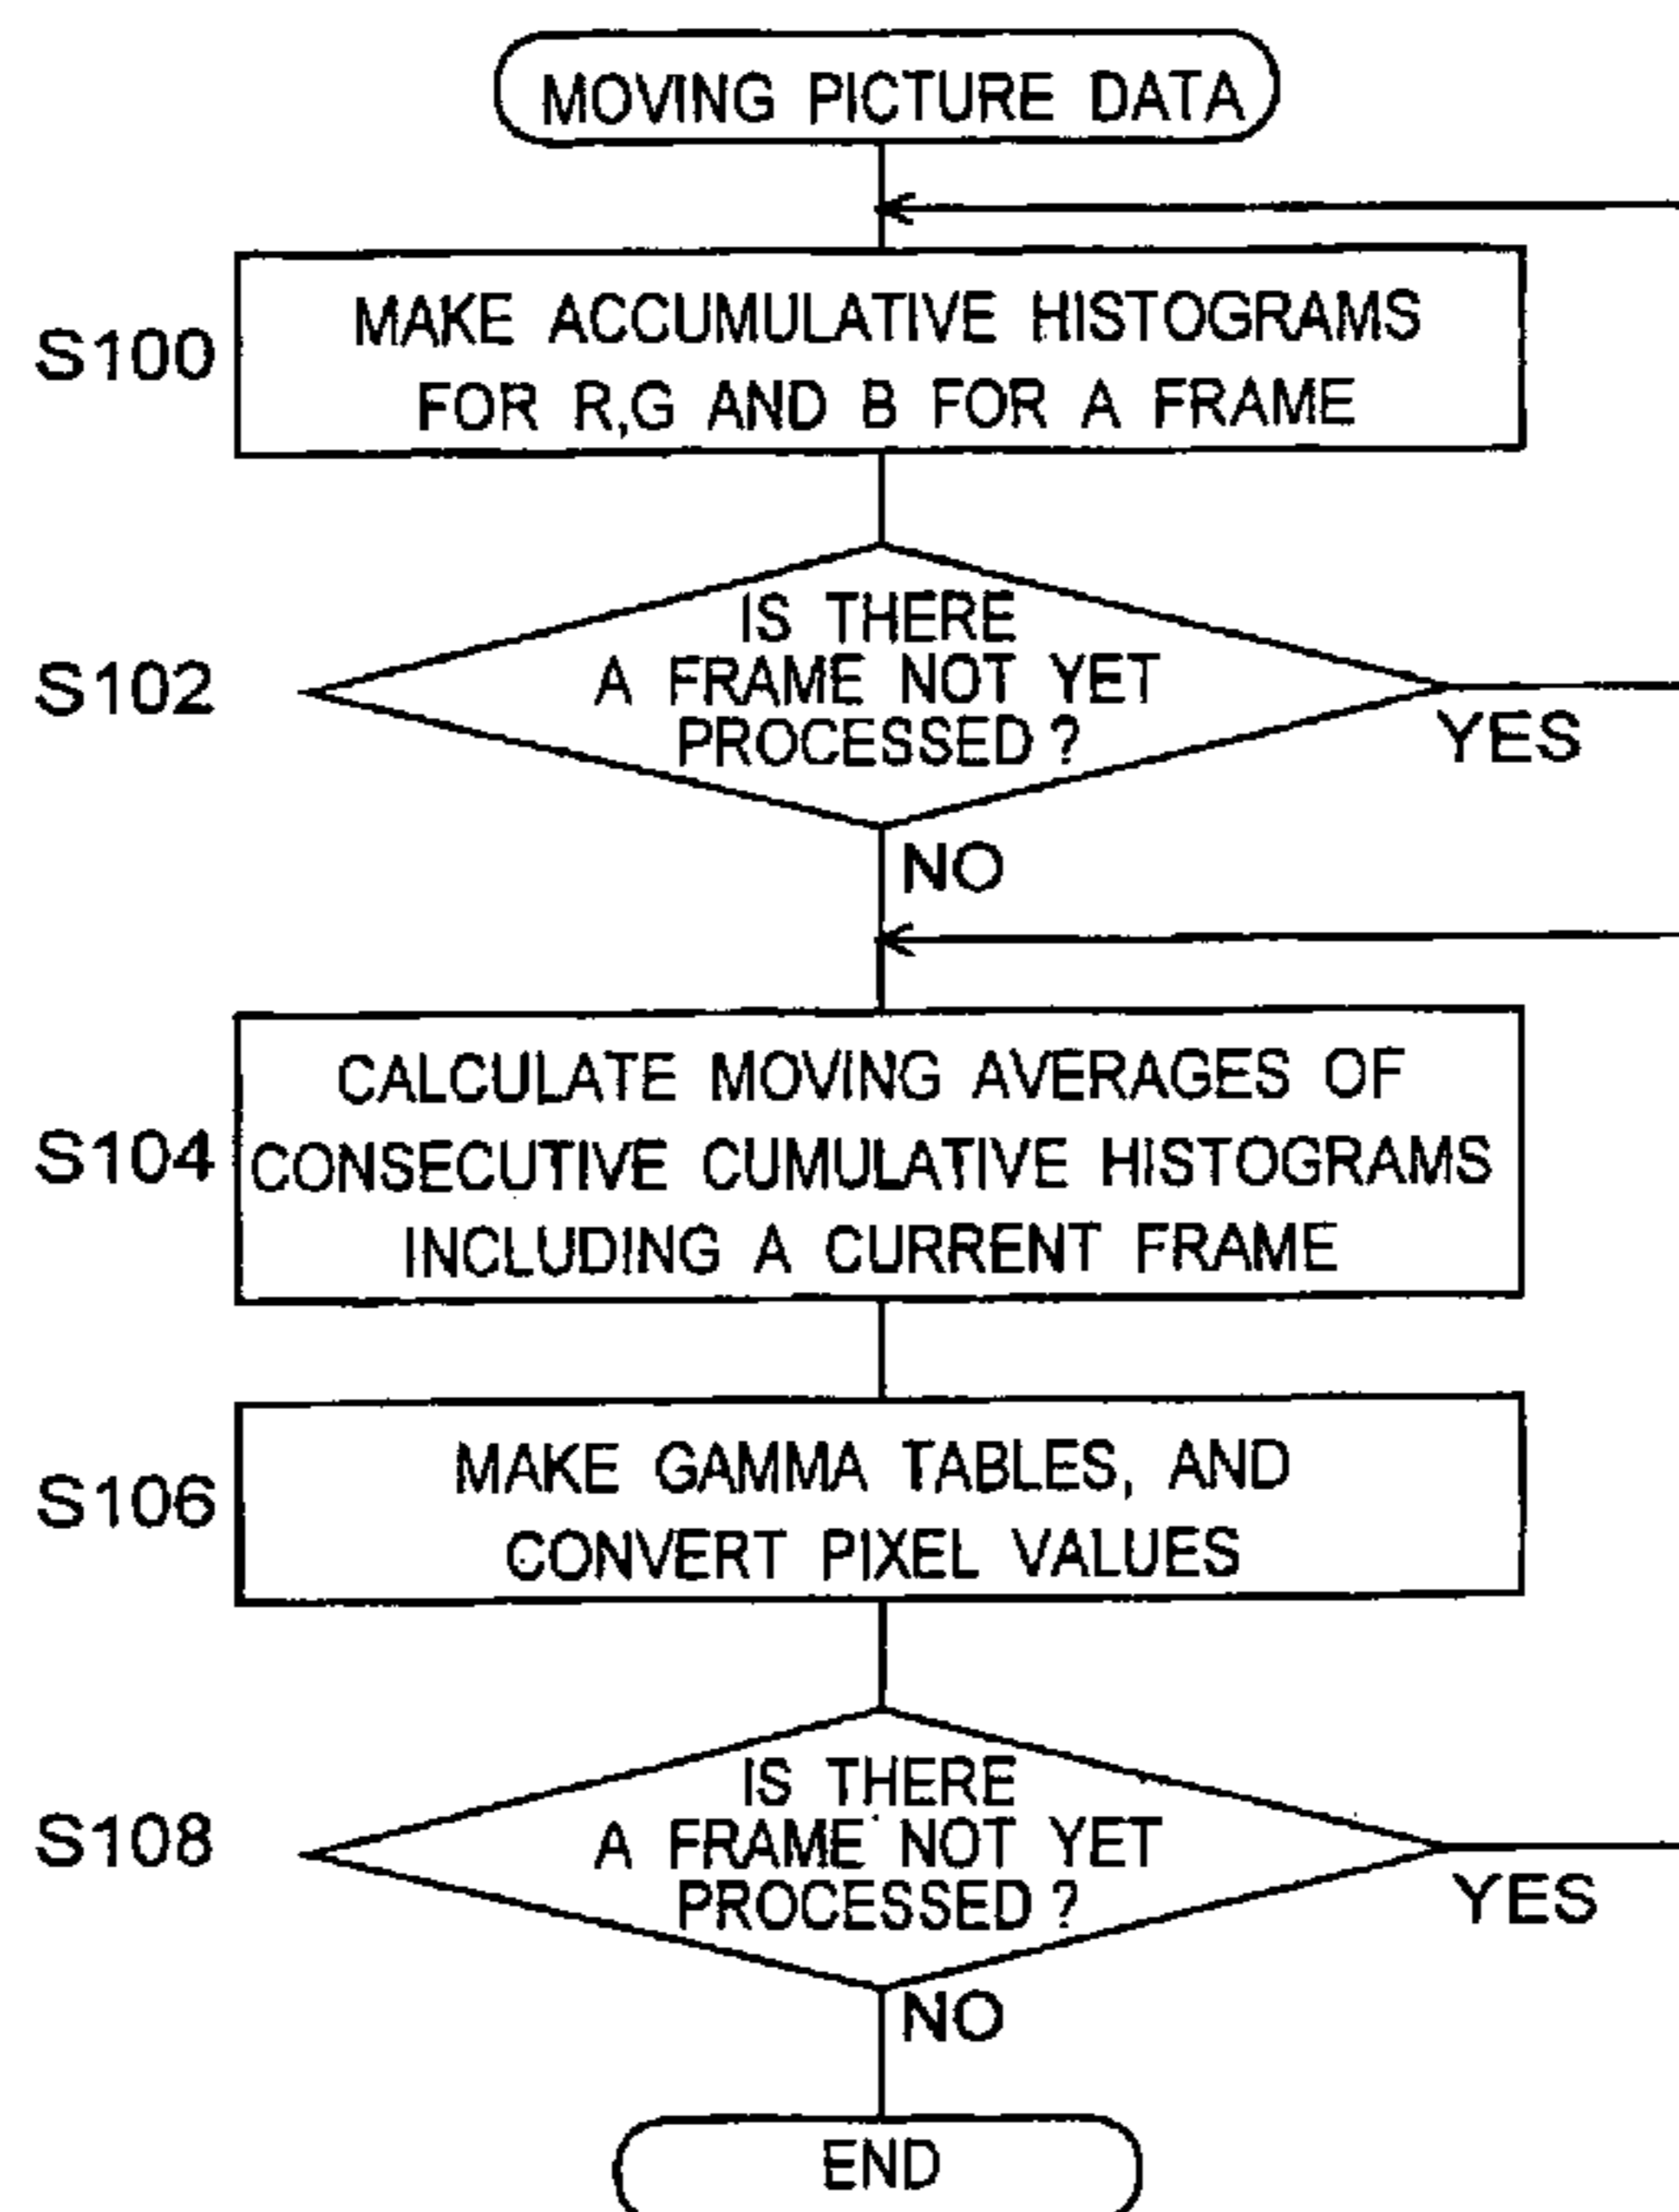 MOVING PICTURE DATA
S100
MAKE ACCUMULATIVE HISTOGRAMS
FOR R,G AND B FOR A FRAME
S102
IS THERE
A FRAME NOT YET
PROCESSED?
YES
NO
S104
CALCULATE MOVING AVERAGES OF
CONSECUTIVE CUMULATIVE HISTOGRAMS
INCLUDING A CURRENT FRAME
S106
MAKE GAMMA TABLES, AND
CONVERT PIXEL VALUES
S108
IS THERE
A FRAME NOT YET
PROCESSED?
YES
NO
END